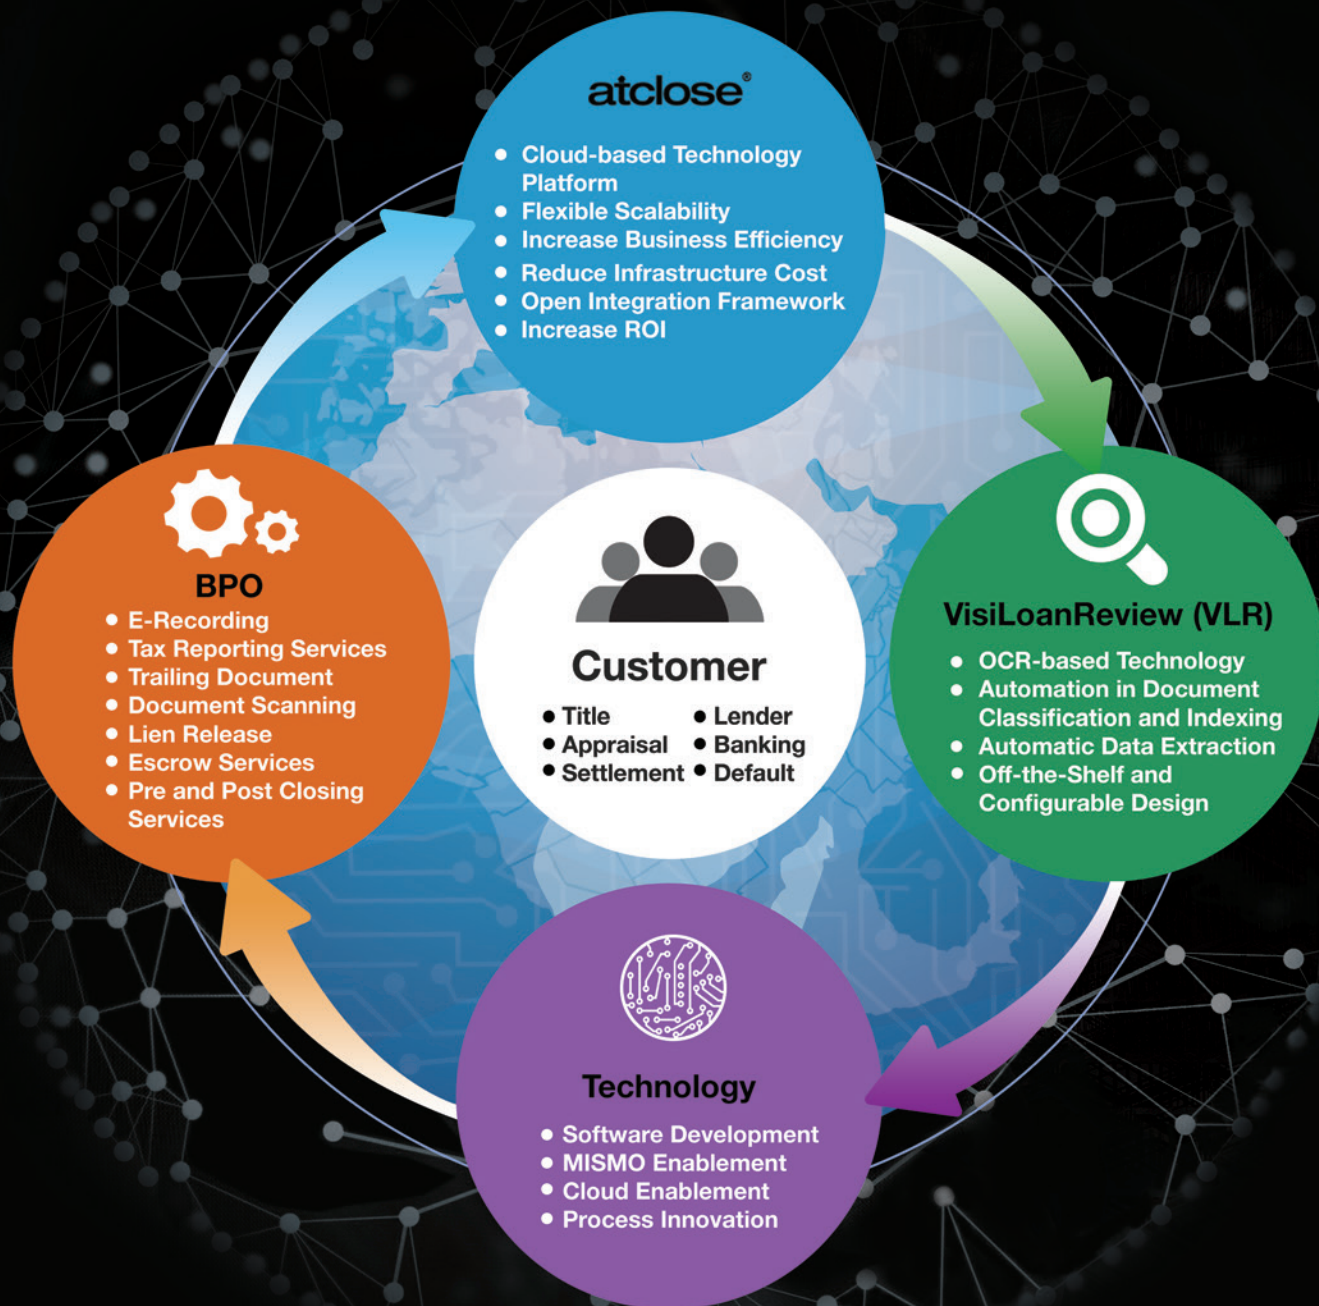 atclose®
• Cloud-based Technology
Platform
• Flexible Scalability
• Increase Business Efficiency
• Reduce Infrastructure Cost
• Open Integration Framework
• Increase ROI
BPO
• E-Recording
• Tax Reporting Services
• Trailing Document
• Document Scanning
• Lien Release
• Escrow Services
• Pre and Post Closing
Services
Customer
• Title
• Appraisal
• Settlement
• Lender
• Banking
• Default
VisiLoanReview (VLR)
• OCR-based Technology
• Automation in Document
Classification and Indexing
• Automatic Data Extraction
• Off-the-Shelf and
Configurable Design
Technology
• Software Development
• MISMO Enablement
• Cloud Enablement
• Process Innovation